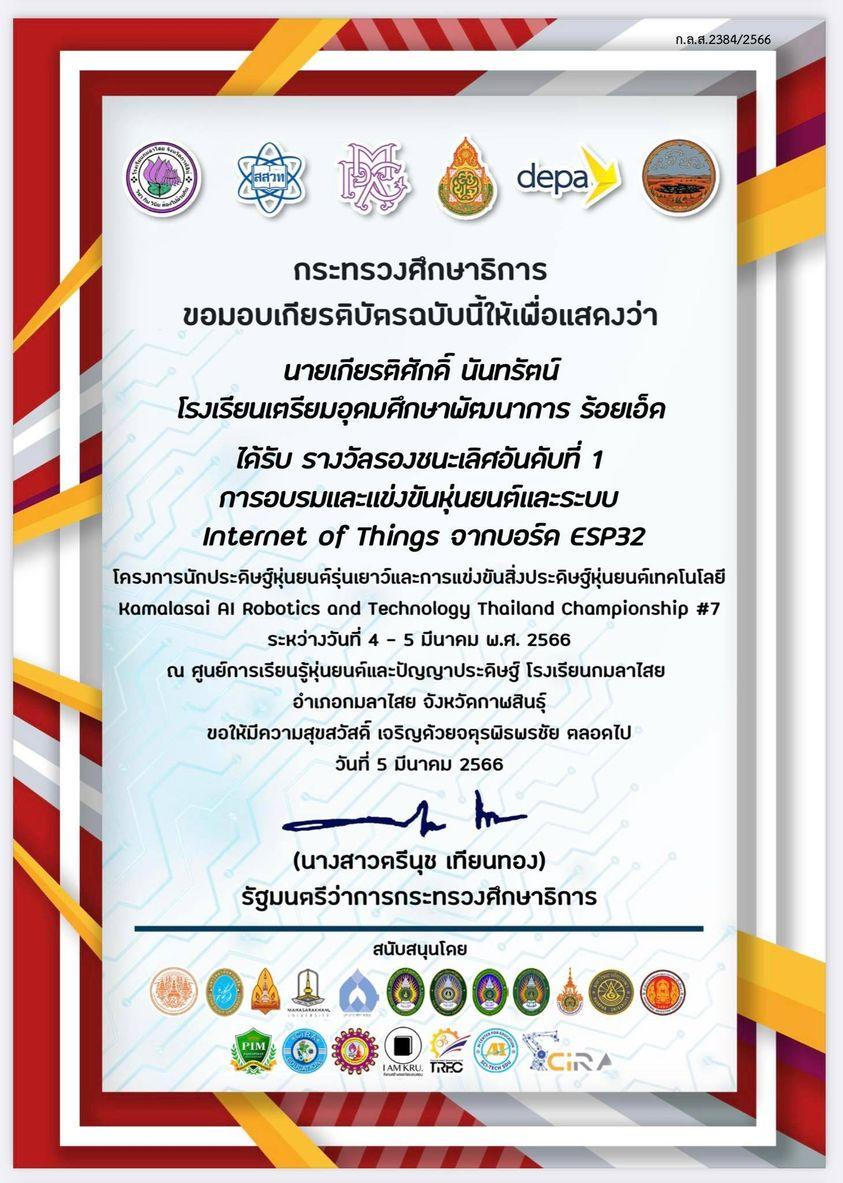 ก.ล.ส.2384/2566
สสวท
depa
กระทรวงศึกษาธิการ
ขอมอบเกียรติบัตรฉบับนี้ให้เพื่อแสดงว่า
นายเกียรติศักดิ์ นันทรัตน์
โรงเรียนเตรียมอุดมศึกษาพัฒนาการ ร้อยเอ็ด
ได้รับ รางวัลรองชนะเลิศอันดับที่ 1
การอบรมและแข่งขันหุ่นยนต์และระบบ
Internet of Things จากบอร์ด ESP32
โครงการนักประดิษฐ์หุ่นยนต์รุ่นเยาว์และการแข่งขันสิ่งประดิษฐ์หุ่นยนต์เทคโนโลยี
Kamalasai AI Robotics and Technology Thailand Championship #7
ระหว่างวันที่ 4 - 5 มีนาคม พ.ศ. 2566
ณ ศูนย์การเรียนรู้หุ่นยนต์และปัญญาประดิษฐ์ โรงเรียนกมลาไสย
อำเภอกมลาไสย จังหวัดกาฬสินธุ์
ขอให้มีความสุขสวัสดิ์ เจริญด้วยจตุรพิธพรชัย ตลอดไป
วันที่ 5 มีนาคม 2566
(นางสาวตรีนุช เทียนทอง)
รัฐมนตรีว่าการกระทรวงศึกษาธิการ
สนับสนุนโดย
MAHASARAKHAM
UNIVERSITY
PIM
I AM KRU.
TRFC
AI
CiRA